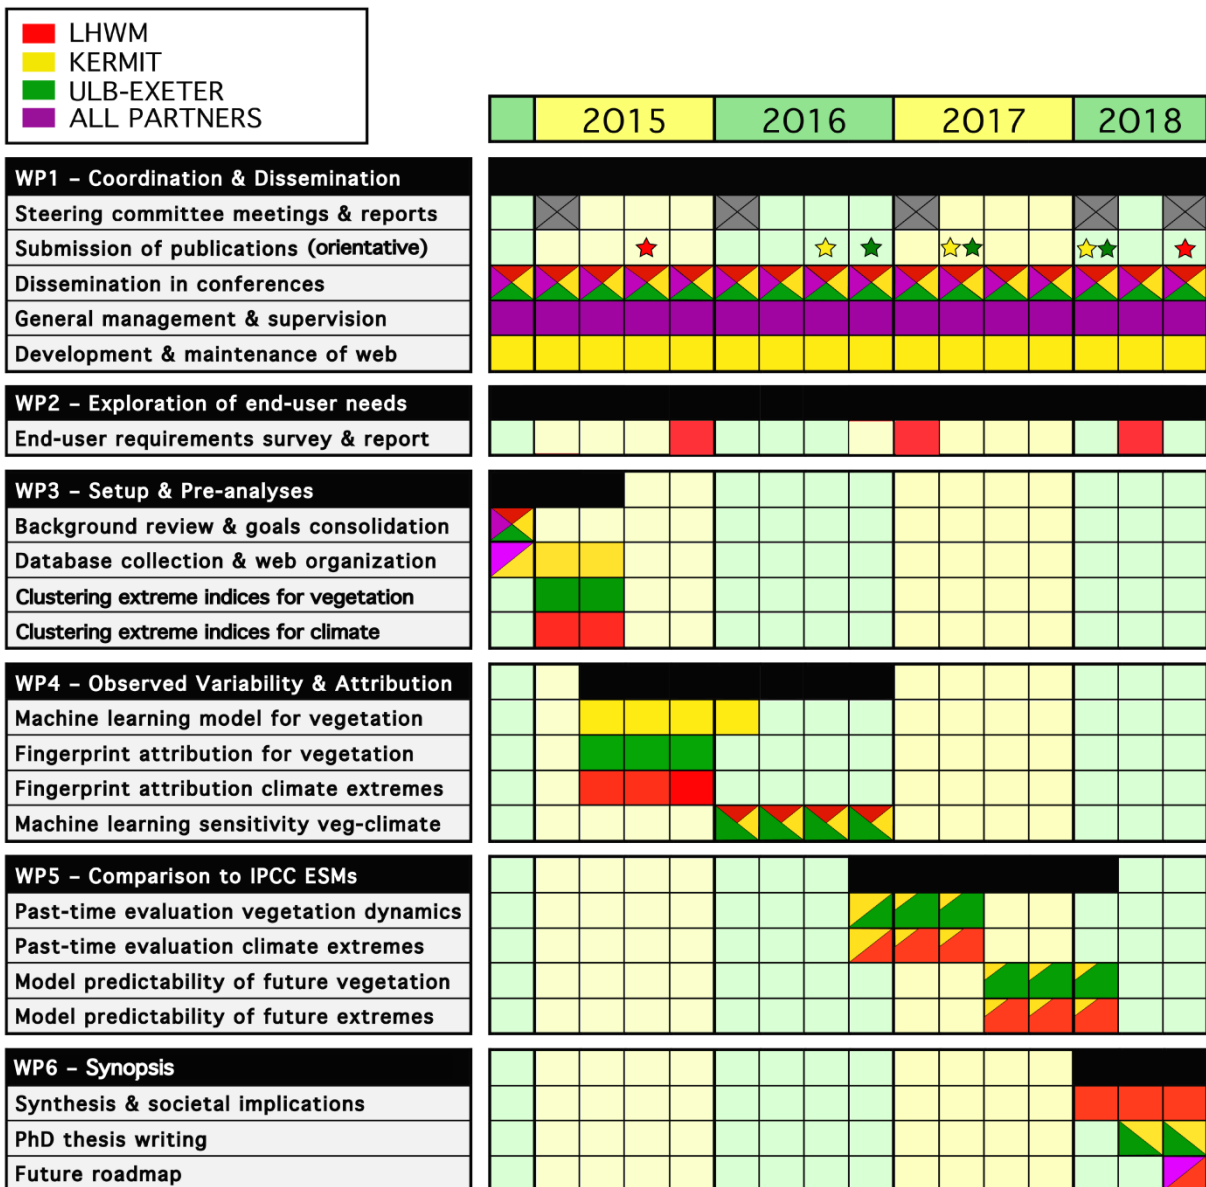 LHWM
KERMIT
ULB-EXETER
ALL PARTNERS
2015 2016 2017 2018
WP1 – Coordination & Dissemination
Steering committee meetings & reports
Submission of publications (orientative)
Dissemination in conferences
General management & supervision
Development & maintenance of web
WP2 – Exploration of end-user needs
End-user requirements survey & report
WP3 – Setup & Pre-analyses
Background review & goals consolidation
Database collection & web organization
Clustering extreme indices for vegetation
Clustering extreme indices for climate
WP4 – Observed Variability & Attribution
Machine learning model for vegetation
Fingerprint attribution for vegetation
Fingerprint attribution climate extremes
Machine learning sensitivity veg-climate
WP5 – Comparison to IPCC ESMs
Past-time evaluation vegetation dynamics
Past-time evaluation climate extremes
Model predictability of future vegetation
Model predictability of future extremes
WP6 – Synopsis
Synthesis & societal implications
PhD thesis writing
Future roadmap